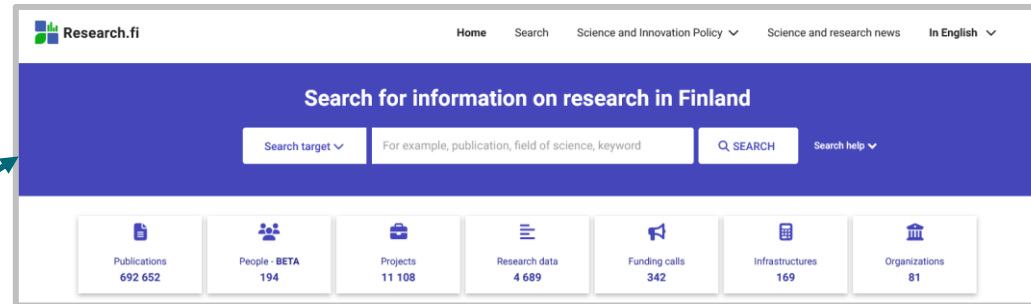 Research.fi
Home Search Science and Innovation Policy Science and research news In English
Search for information on research in Finland
Search target For example, publication, field of science, keyword SEARCH Search help
Publications People - BETA Projects Research data Funding calls Infrastructures Organizations
692 652 194 11 108 4 689 342 169 81